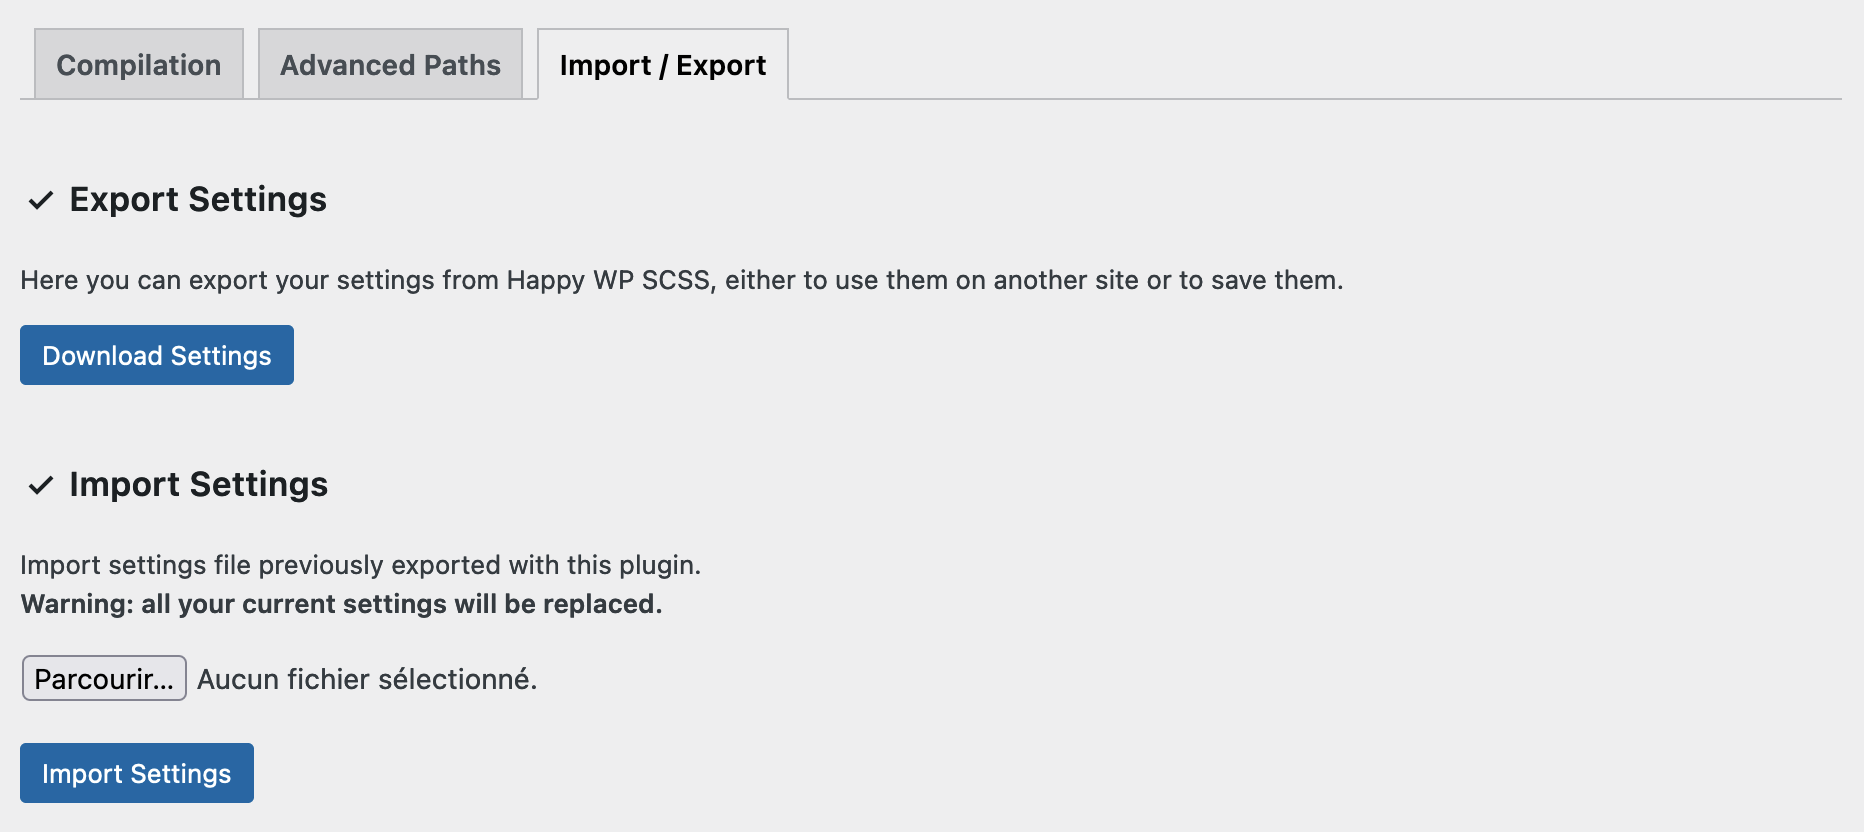 Compilation
Advanced Paths
Import / Export
Export Settings
Here you can export your settings from Happy WP SCSS, either to use them on another site or to save them.
Download Settings
Import Settings
Import settings file previously exported with this plugin.
Warning: all your current settings will be replaced.
Parcourir... Aucun fichier sélectionné.
Import Settings